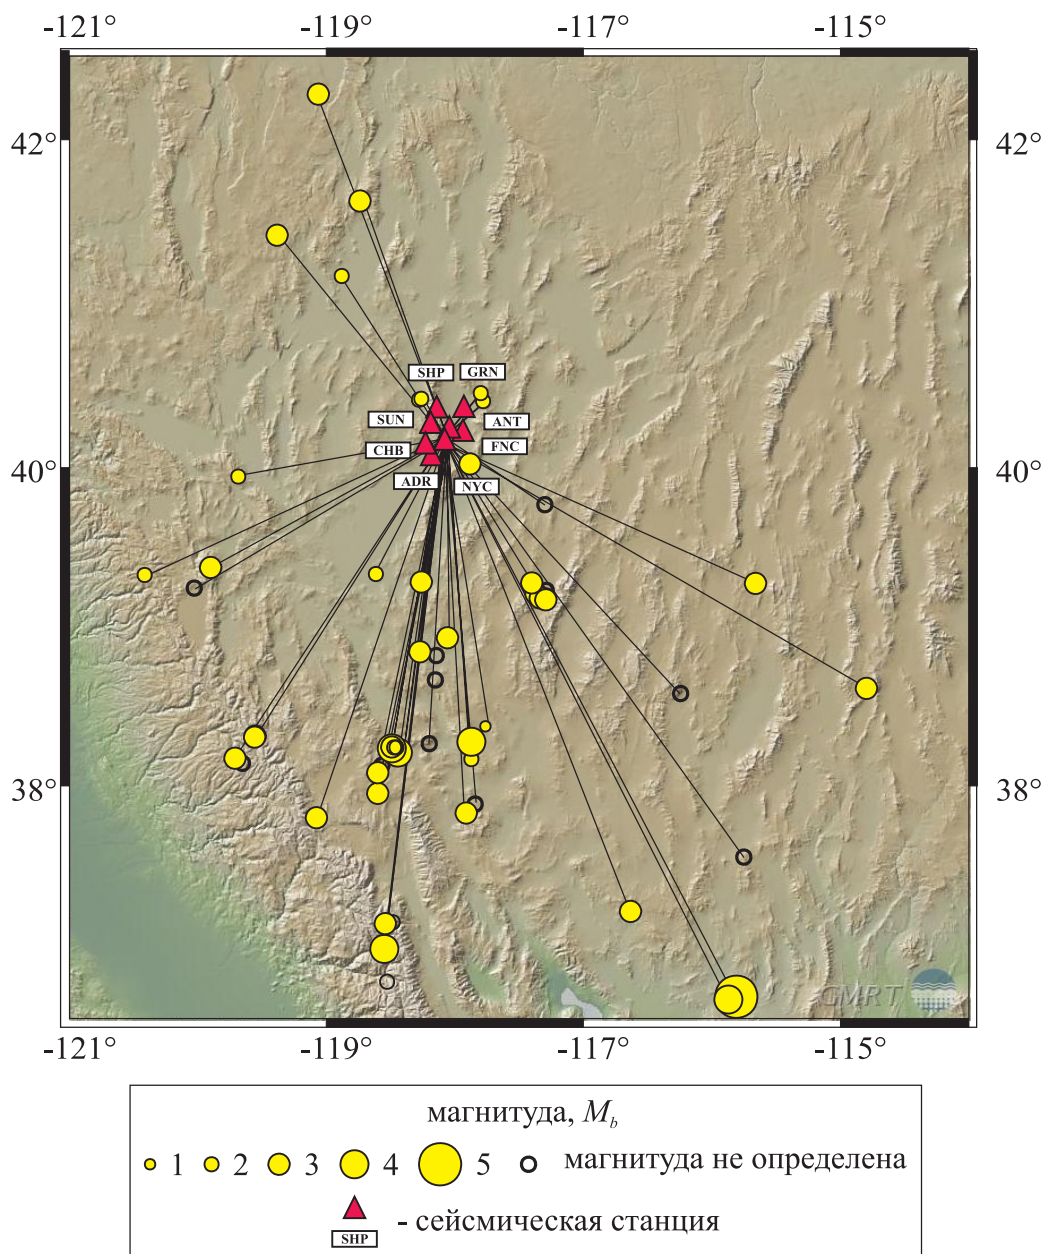 -121° -119° -117° -115°
42° 42°
SHP GRN
SUN ANT
CHB FNC
40° 40°
ADR NYC
38° 38°
GMRT
-121° -119° -117° -115°
магнитуда, M_b
1 2 3 4 5 магнитуда не определена
- сейсмическая станция
SHP